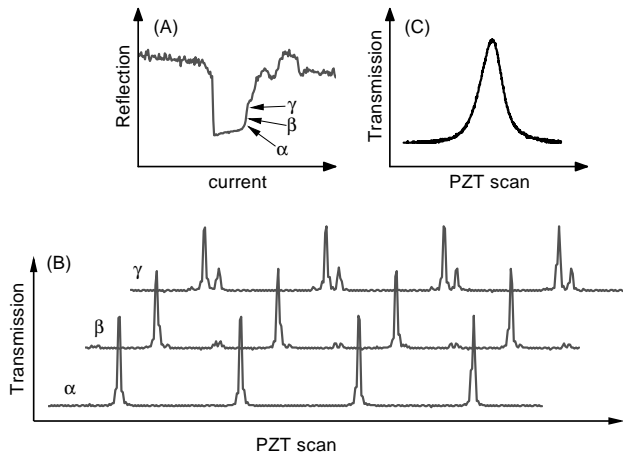 (A)
Reflection
γ
β
α
current
(C)
Transmission
PZT scan
(B)
Transmission
γ
β
α
PZT scan